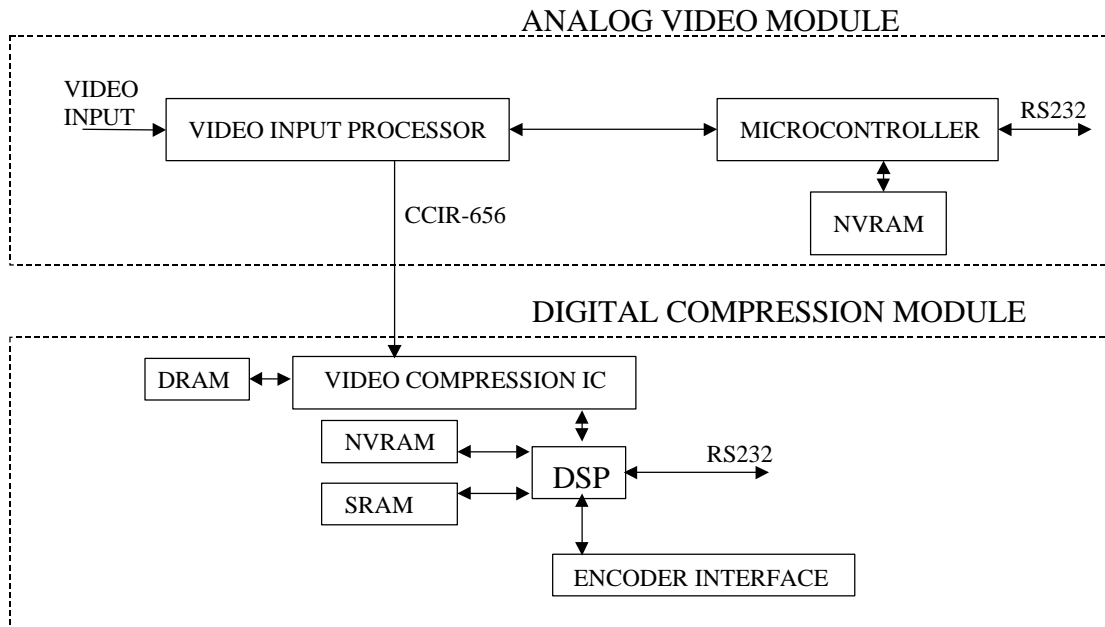 ANALOG VIDEO MODULE
VIDEO
INPUT
VIDEO INPUT PROCESSOR
MICROCONTROLLER
RS232
NVRAM
CCIR-656
DIGITAL COMPRESSION MODULE
DRAM
VIDEO COMPRESSION IC
NVRAM
DSP
RS232
SRAM
ENCODER INTERFACE